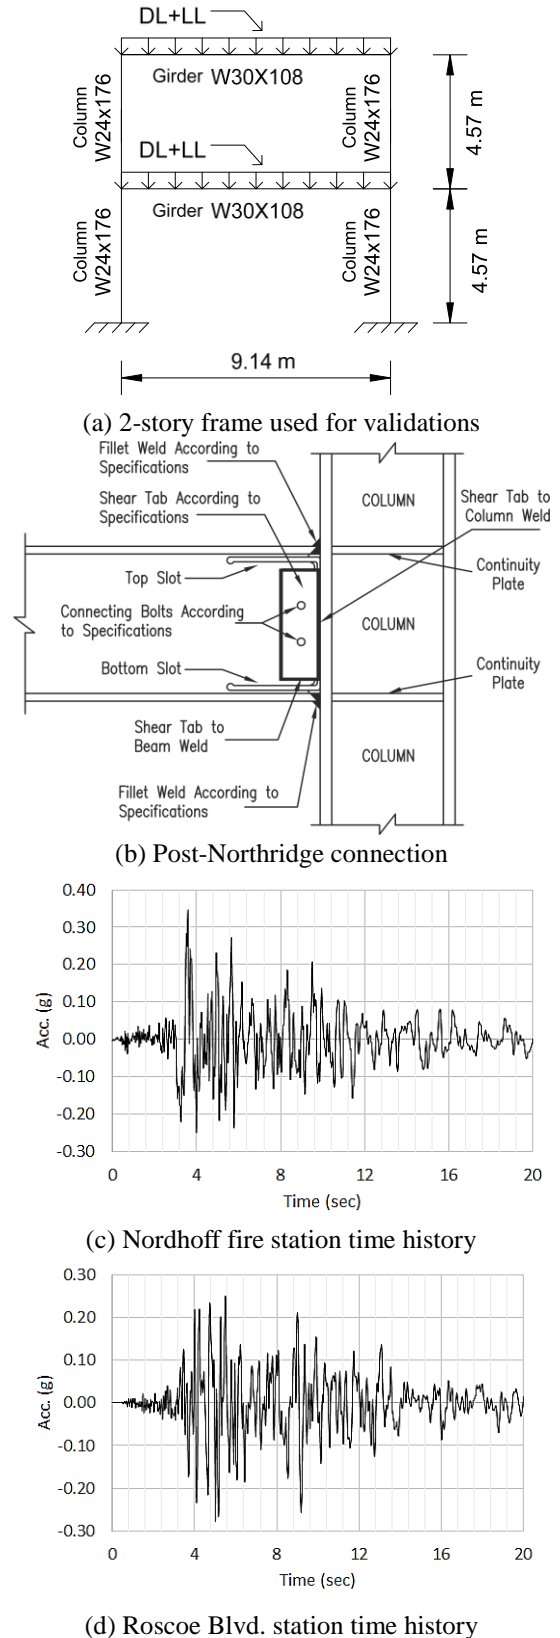 DL+LL
Girder W30X108
Column
W24x176
Column
W24x176
4.57 m
DL+LL
Girder W30X108
Column
W24x176
Column
W24x176
4.57 m
9.14 m
(a) 2-story frame used for validations
Fillet Weld According to
Specifications
Shear Tab According to
Specifications
Top Slot
Connecting Bolts According
to Specifications
Bottom Slot
Shear Tab to
Beam Weld
Fillet Weld According to
Specifications
COLUMN
COLUMN
COLUMN
Shear Tab to
Column Weld
Continuity
Plate
Continuity
Plate
(b) Post-Northridge connection
Acc. (g)
0.40
0.30
0.20
0.10
0.00
-0.10
-0.20
-0.30
0 4 8 12 16 20
Time (sec)
(c) Nordhoff fire station time history
Acc. (g)
0.30
0.20
0.10
0.00
-0.10
-0.20
-0.30
0 4 8 12 16 20
Time (sec)
(d) Roscoe Blvd. station time history